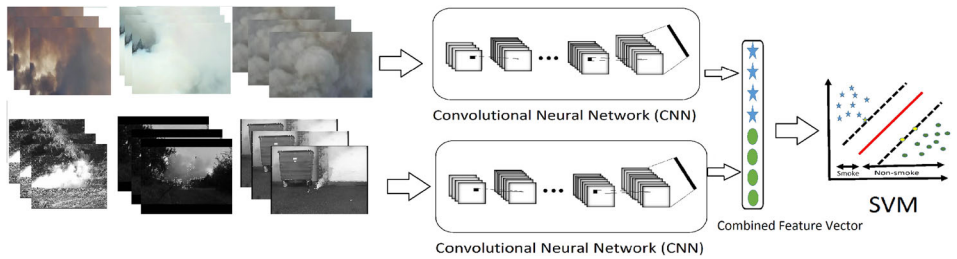 Convolutional Neural Network (CNN)
Smoke
Non-smoke
SVM
Combined Feature Vector
Convolutional Neural Network (CNN)